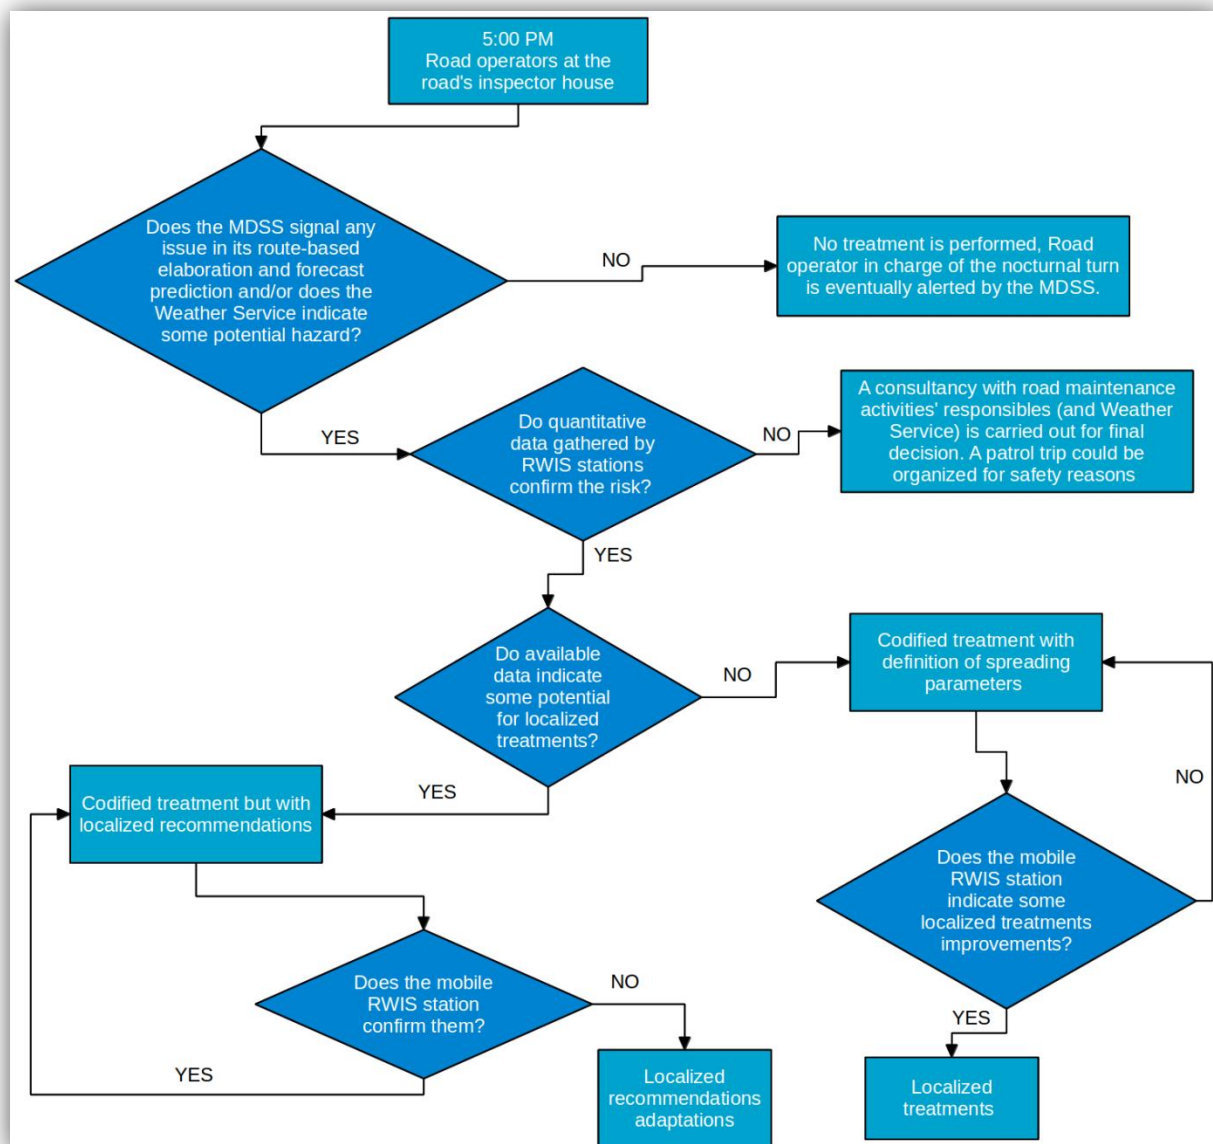 5:00 PM
Road operators at the
road's inspector house
Does the MDSS signal any
issue in its route-based
elaboration and forecast
prediction and/or does the
Weather Service indicate
some potential hazard?
NO
No treatment is performed, Road
operator in charge of the nocturnal turn
is eventually alerted by the MDSS.
YES
Do quantitative
data gathered by
RWIS stations
confirm the risk?
NO
A consultancy with road maintenance
activities' responsibles (and Weather
Service) is carried out for final
decision. A patrol trip could be
organized for safety reasons
YES
Do available
data indicate
some potential
for localized
treatments?
NO
Codified treatment with
definition of spreading
parameters
YES
Codified treatment but with
localized recommendations
NO
Does the mobile
RWIS station
indicate some
localized treatments
improvements?
Does the mobile
RWIS station
confirm them?
NO
YES
YES
Localized
recommendations
adaptations
Localized
treatments